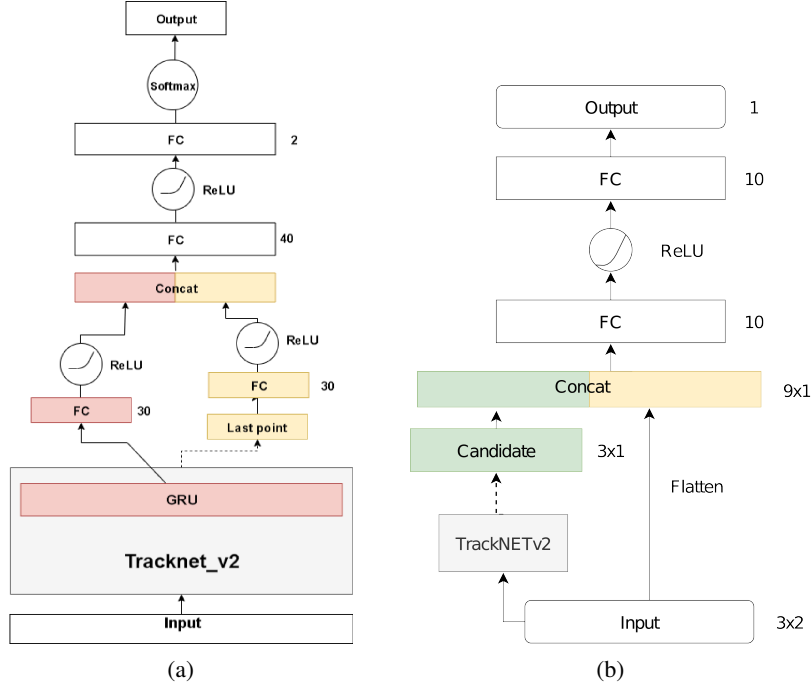 Output
Softmax
FC 2
ReLU
FC 40
Concat
ReLU
ReLU
FC 30
FC 30
Last point
GRU
Tracknet_v2
Input
(a)
Output 1
FC 10
ReLU
FC 10
Concat 9x1
Candidate 3x1
Flatten
TrackNETv2
Input 3x2
(b)